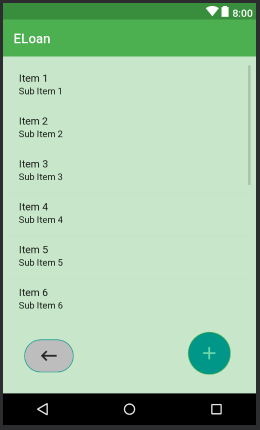 8:00
ELoan
Item 1
Sub Item 1
Item 2
Sub Item 2
Item 3
Sub Item 3
Item 4
Sub Item 4
Item 5
Sub Item 5
Item 6
Sub Item 6